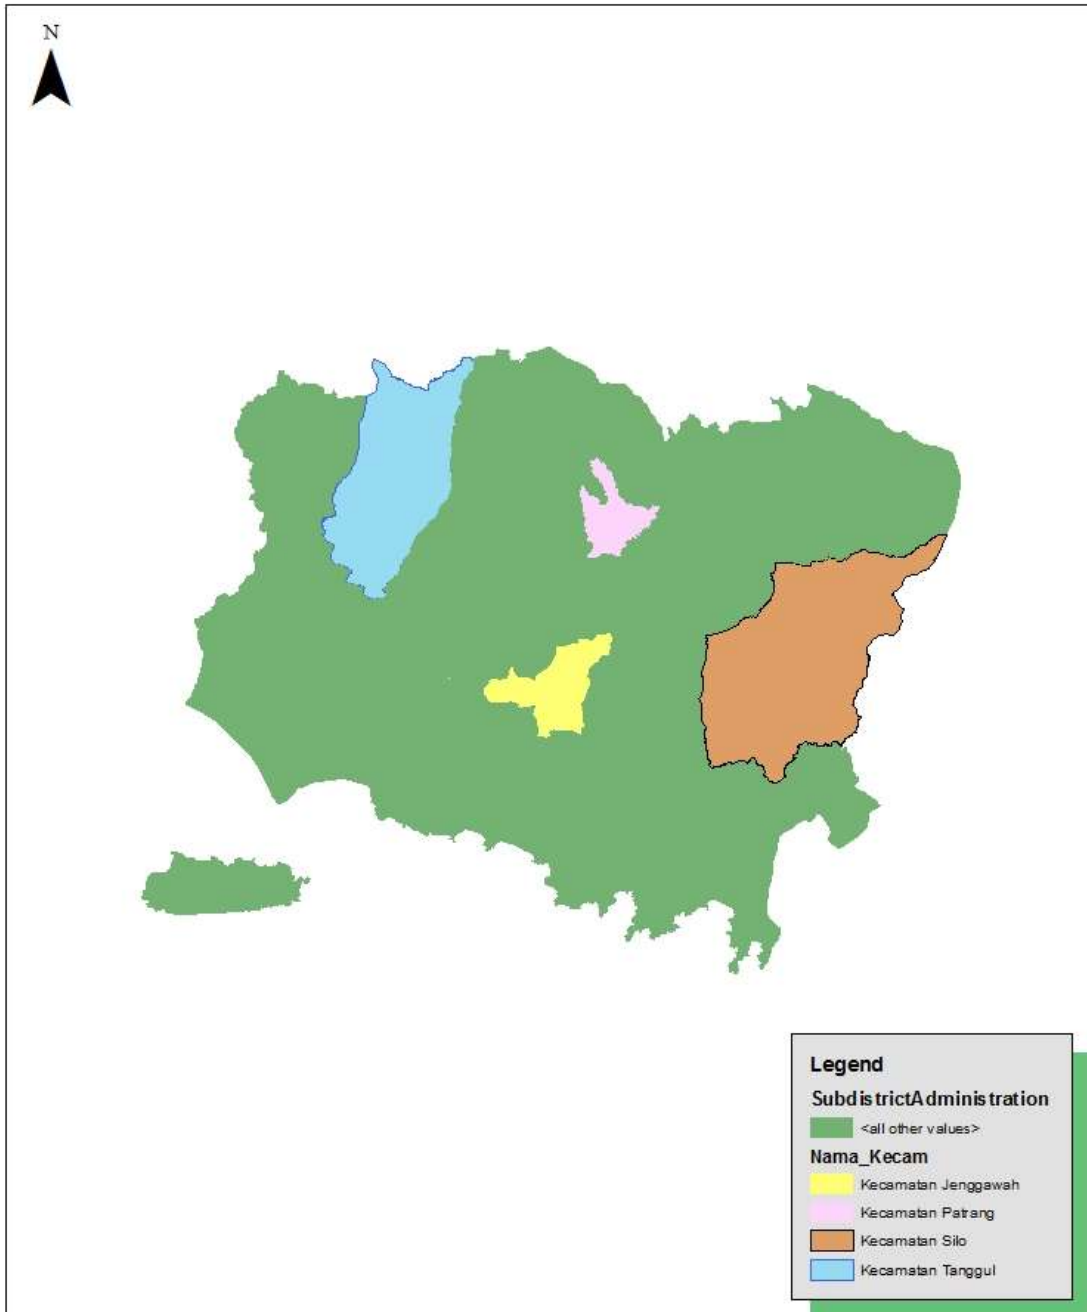 N
Legend
SubdistrictAdministration
<all other values>
Nama_Kecam
Kecamatan Jenggawah
Kecamatan Patrang
Kecamatan Silo
Kecamatan Tanggul